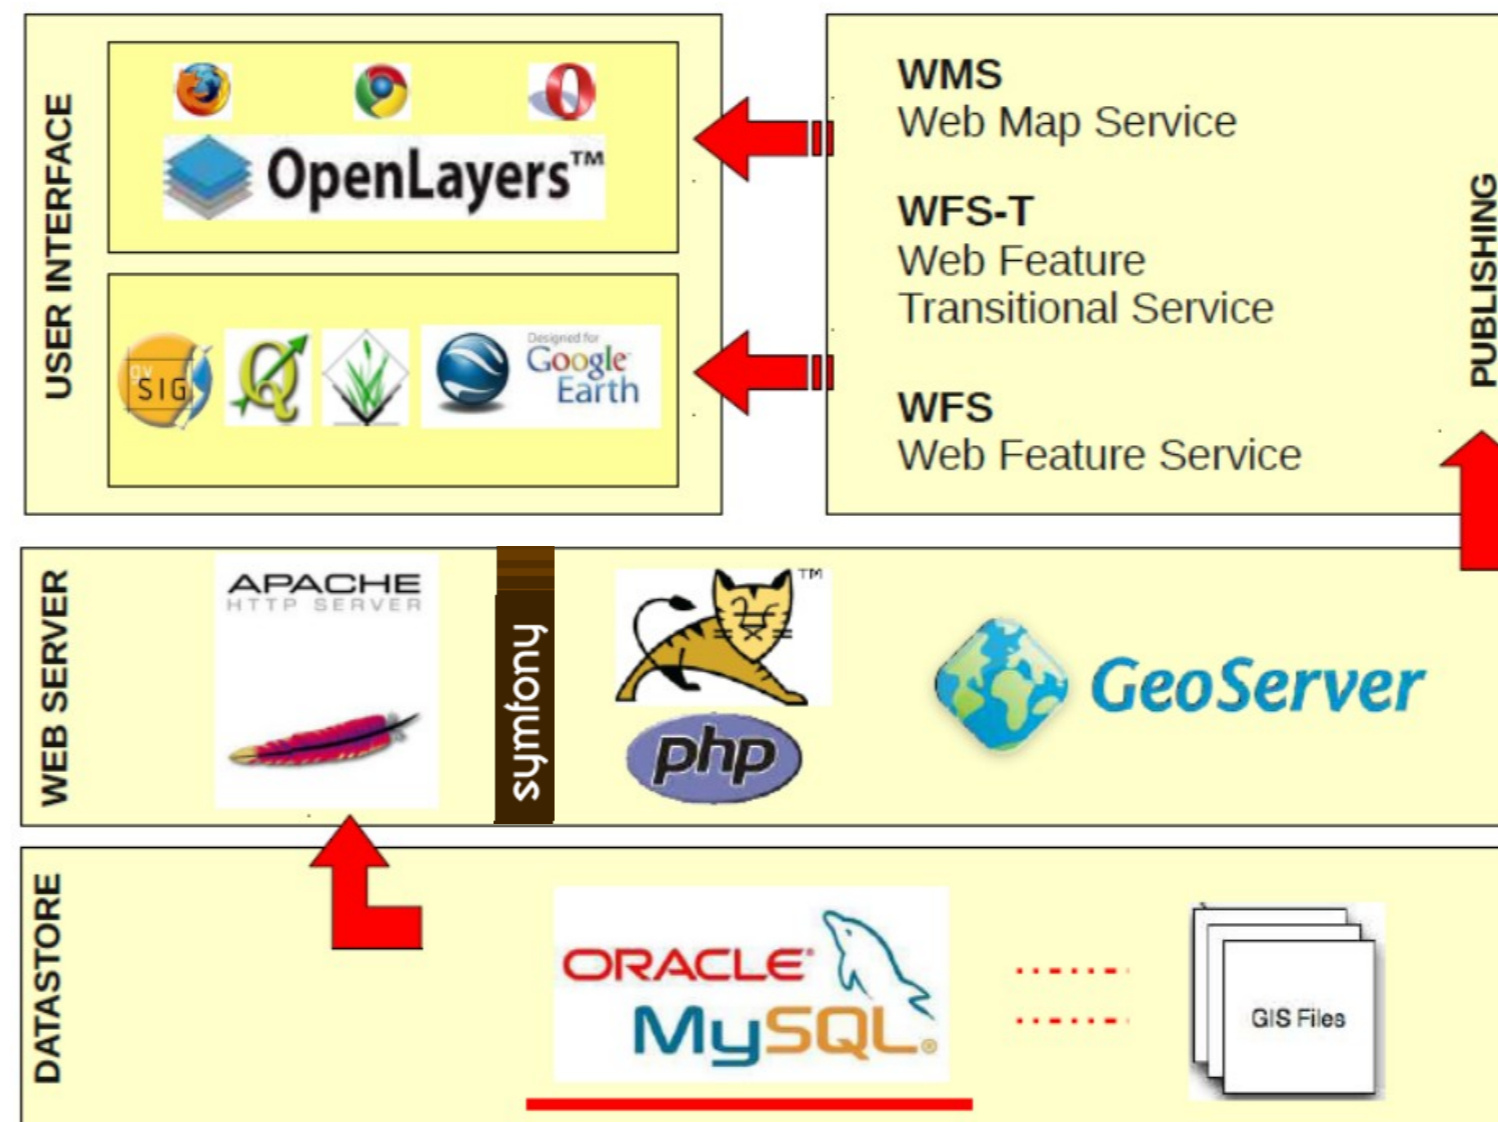 USER INTERFACE
OpenLayers™
gv
SIG
Designed for
Google
Earth
WMS
Web Map Service
WFS-T
Web Feature
Transitional Service
WFS
Web Feature Service
PUBLISHING
WEB SERVER
APACHE
HTTP SERVER
symfony
TM
php
GeoServer
DATASTORE
ORACLE®
MySQL®
GIS Files